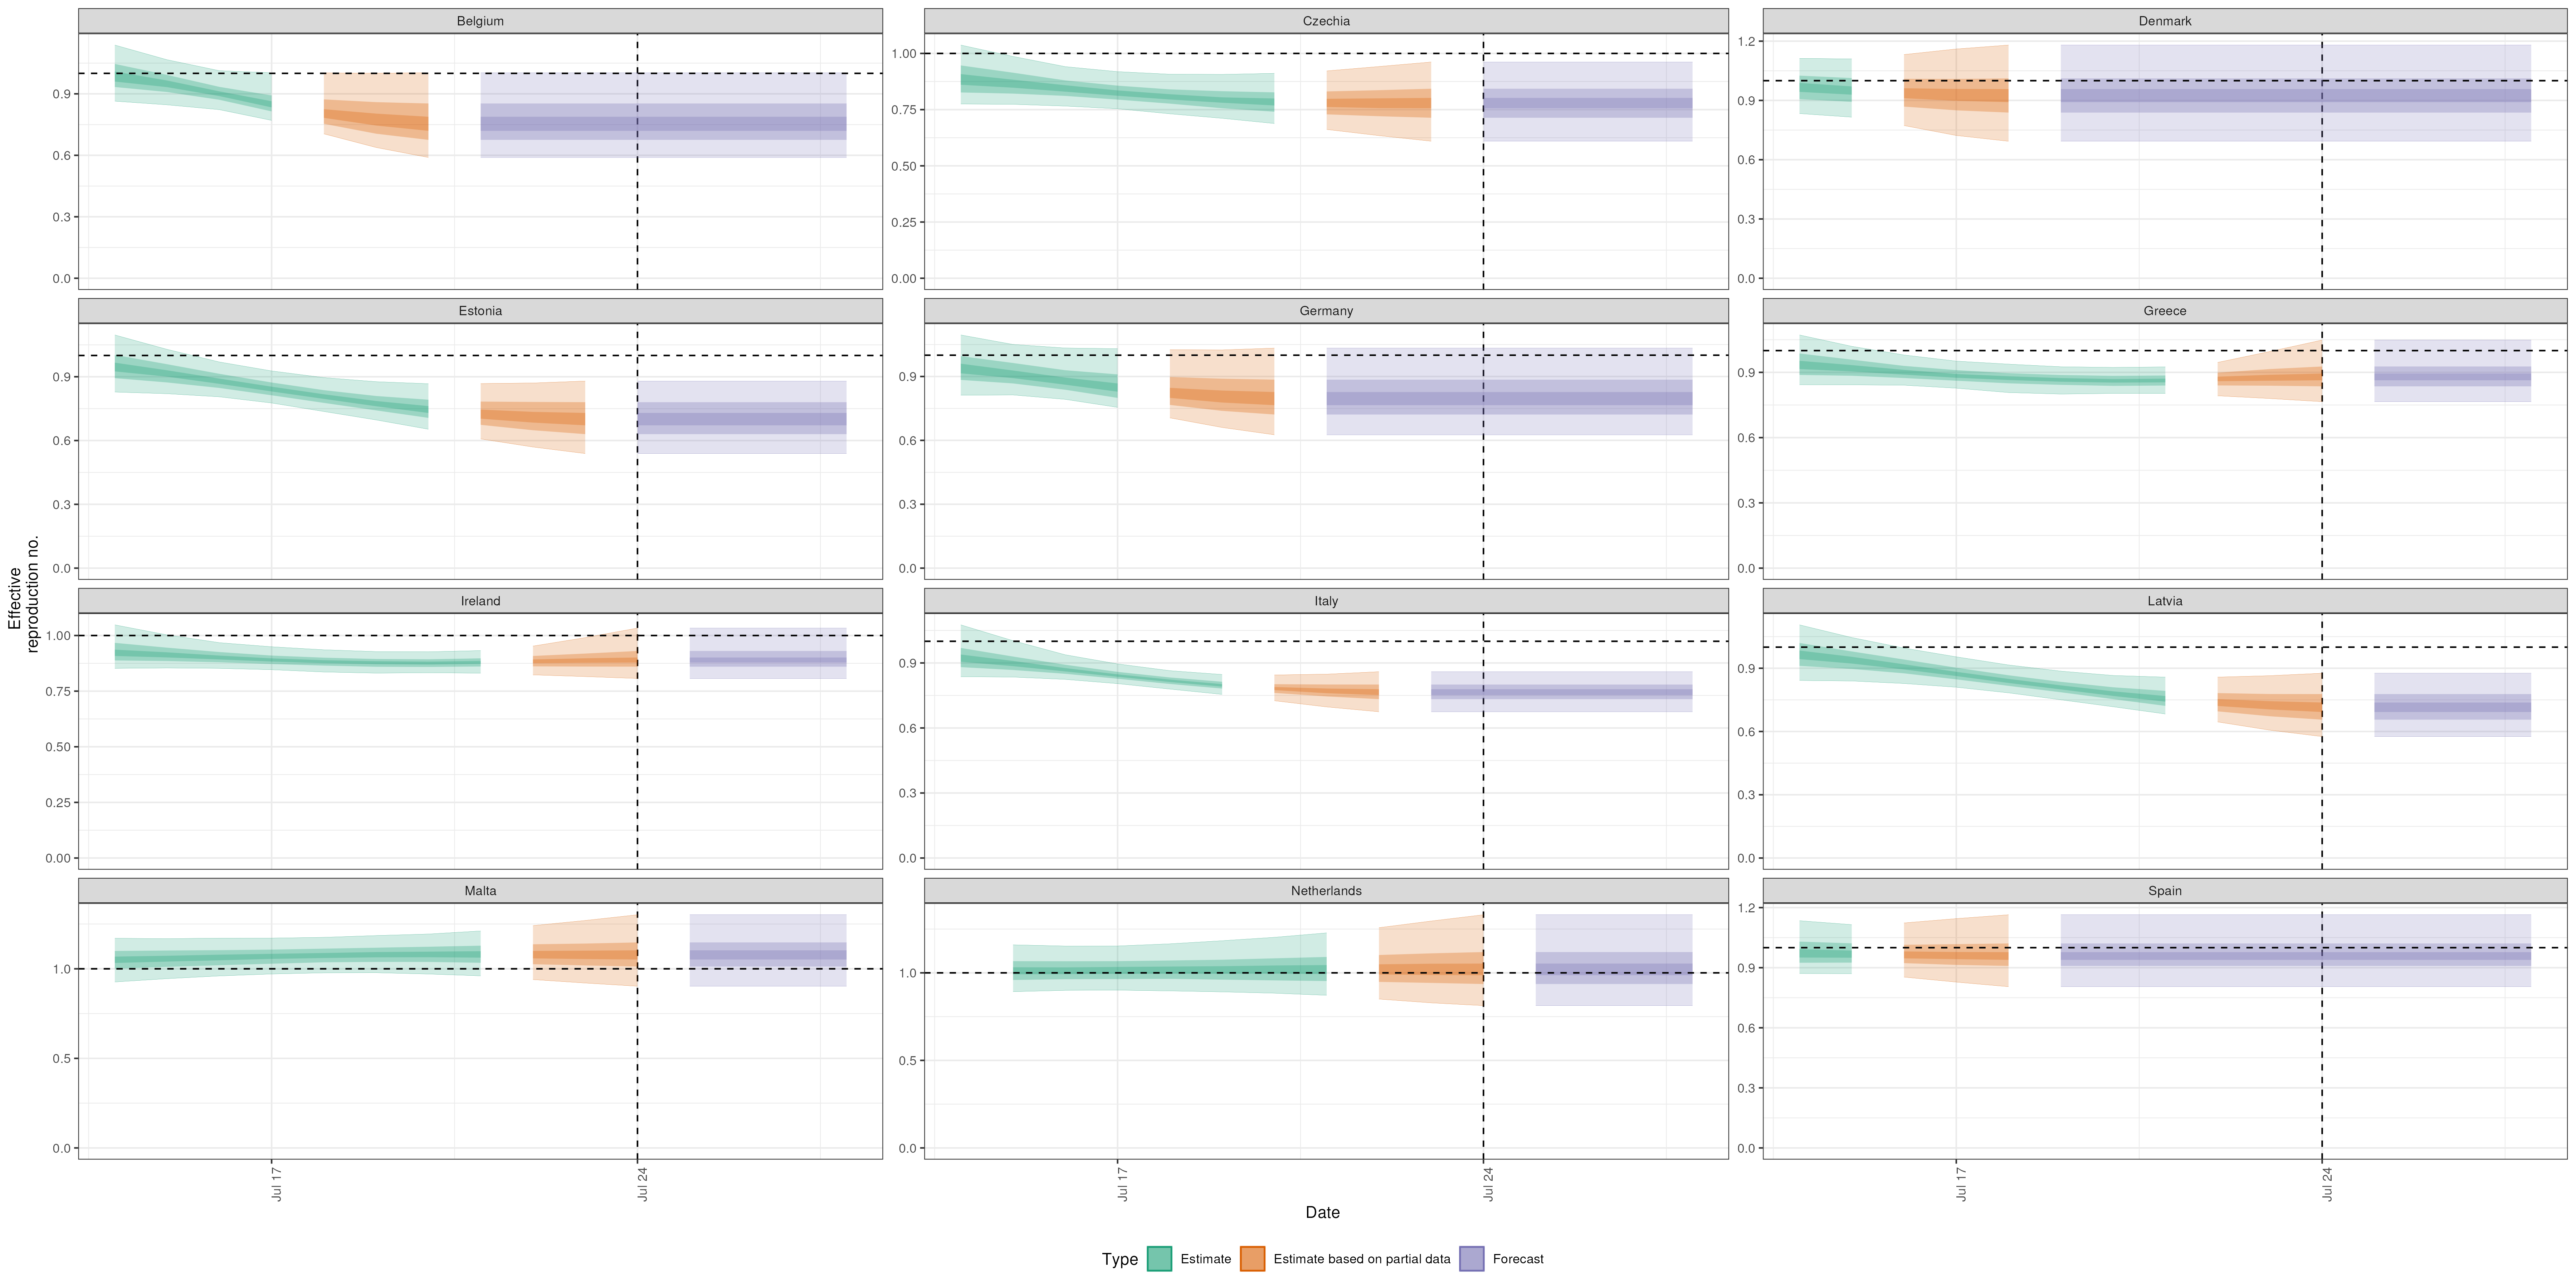 Belgium
Czechia
Denmark
0.9
0.6
0.3
0.0
1.00
0.75
0.50
0.25
0.00
1.2
0.9
0.6
0.3
0.0
Estonia
Germany
Greece
0.9
0.6
0.3
0.0
0.9
0.6
0.3
0.0
0.9
0.6
0.3
0.0
Effective
reproduction no.
Ireland
Italy
Latvia
1.00
0.75
0.50
0.25
0.00
0.9
0.6
0.3
0.0
0.9
0.6
0.3
0.0
Malta
Netherlands
Spain
1.0
0.5
0.0
1.0
0.5
0.0
1.2
0.9
0.6
0.3
0.0
Jul 17
Jul 24
Jul 17
Jul 24
Jul 17
Jul 24
Date
Type Estimate Estimate based on partial data Forecast